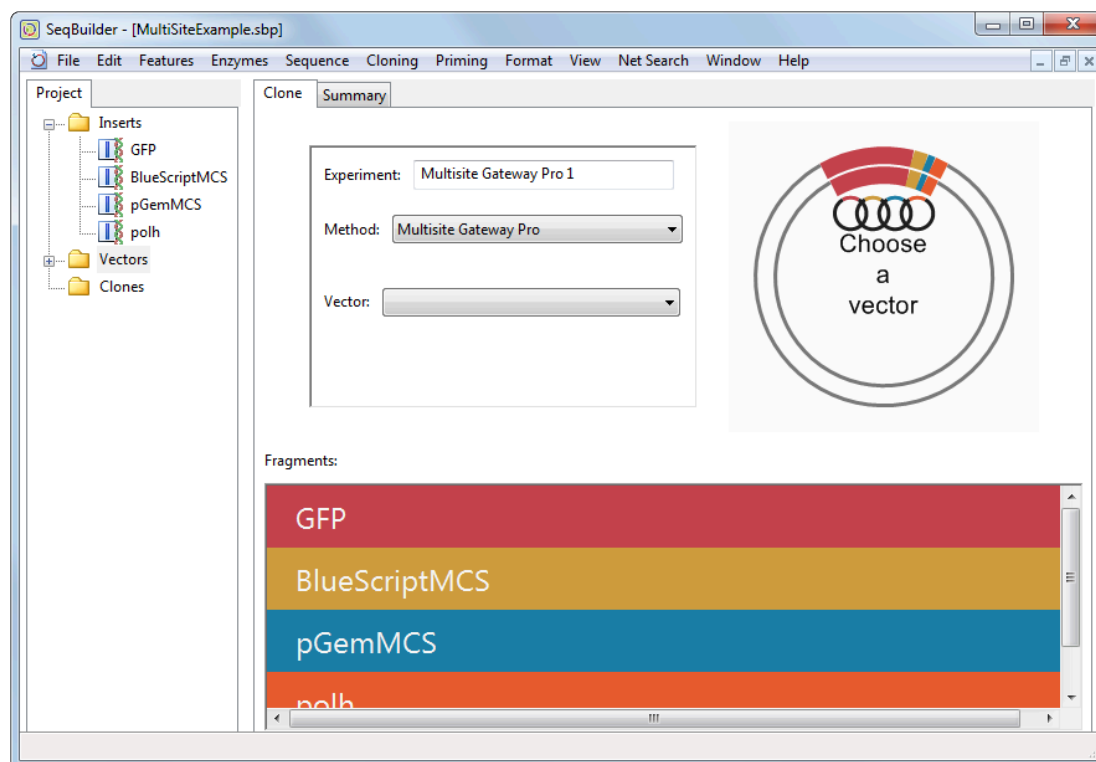 SeqBuilder - [MultiSiteExample.sbp]
File Edit Features Enzymes Sequence Cloning Priming Format View Net Search Window Help
Project
Inserts
GFP
BlueScriptMCS
pGemMCS
polh
Vectors
Clones
Clone Summary
Experiment: Multisite Gateway Pro 1
Method: Multisite Gateway Pro
Vector:
Choose
a
vector
Fragments:
GFP
BlueScriptMCS
pGemMCS
polh